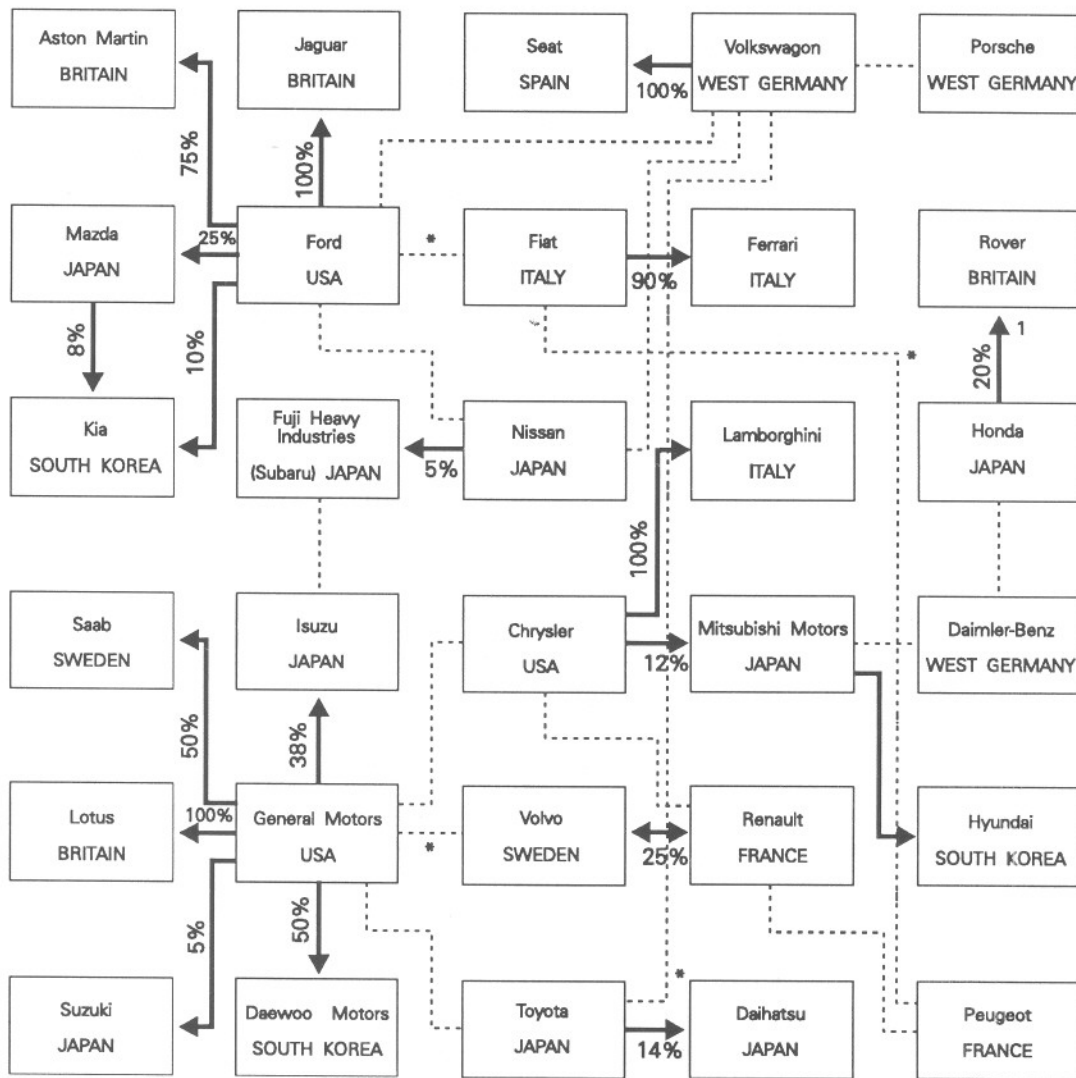 Aston Martin
BRITAIN
Jaguar
BRITAIN
Seat
SPAIN
Volkswagon
WEST GERMANY
Porsche
WEST GERMANY
100%
75%
100%
Mazda
JAPAN
25%
Ford
USA
*
Fiat
ITALY
90%
Ferrari
ITALY
Rover
BRITAIN
8%
10%
*
20%
1
Kia
SOUTH KOREA
Fuji Heavy
Industries
(Subaru) JAPAN
5%
Nissan
JAPAN
Lamborghini
ITALY
Honda
JAPAN
100%
Saab
SWEDEN
Isuzu
JAPAN
Chrysler
USA
12%
Mitsubishi Motors
JAPAN
Daimler-Benz
WEST GERMANY
50%
38%
Lotus
BRITAIN
100%
General Motors
USA
*
Volvo
SWEDEN
25%
Renault
FRANCE
Hyundai
SOUTH KOREA
5%
50%
*
Suzuki
JAPAN
Daewoo Motors
SOUTH KOREA
Toyota
JAPAN
14%
Daihatsu
JAPAN
Peugeot
FRANCE